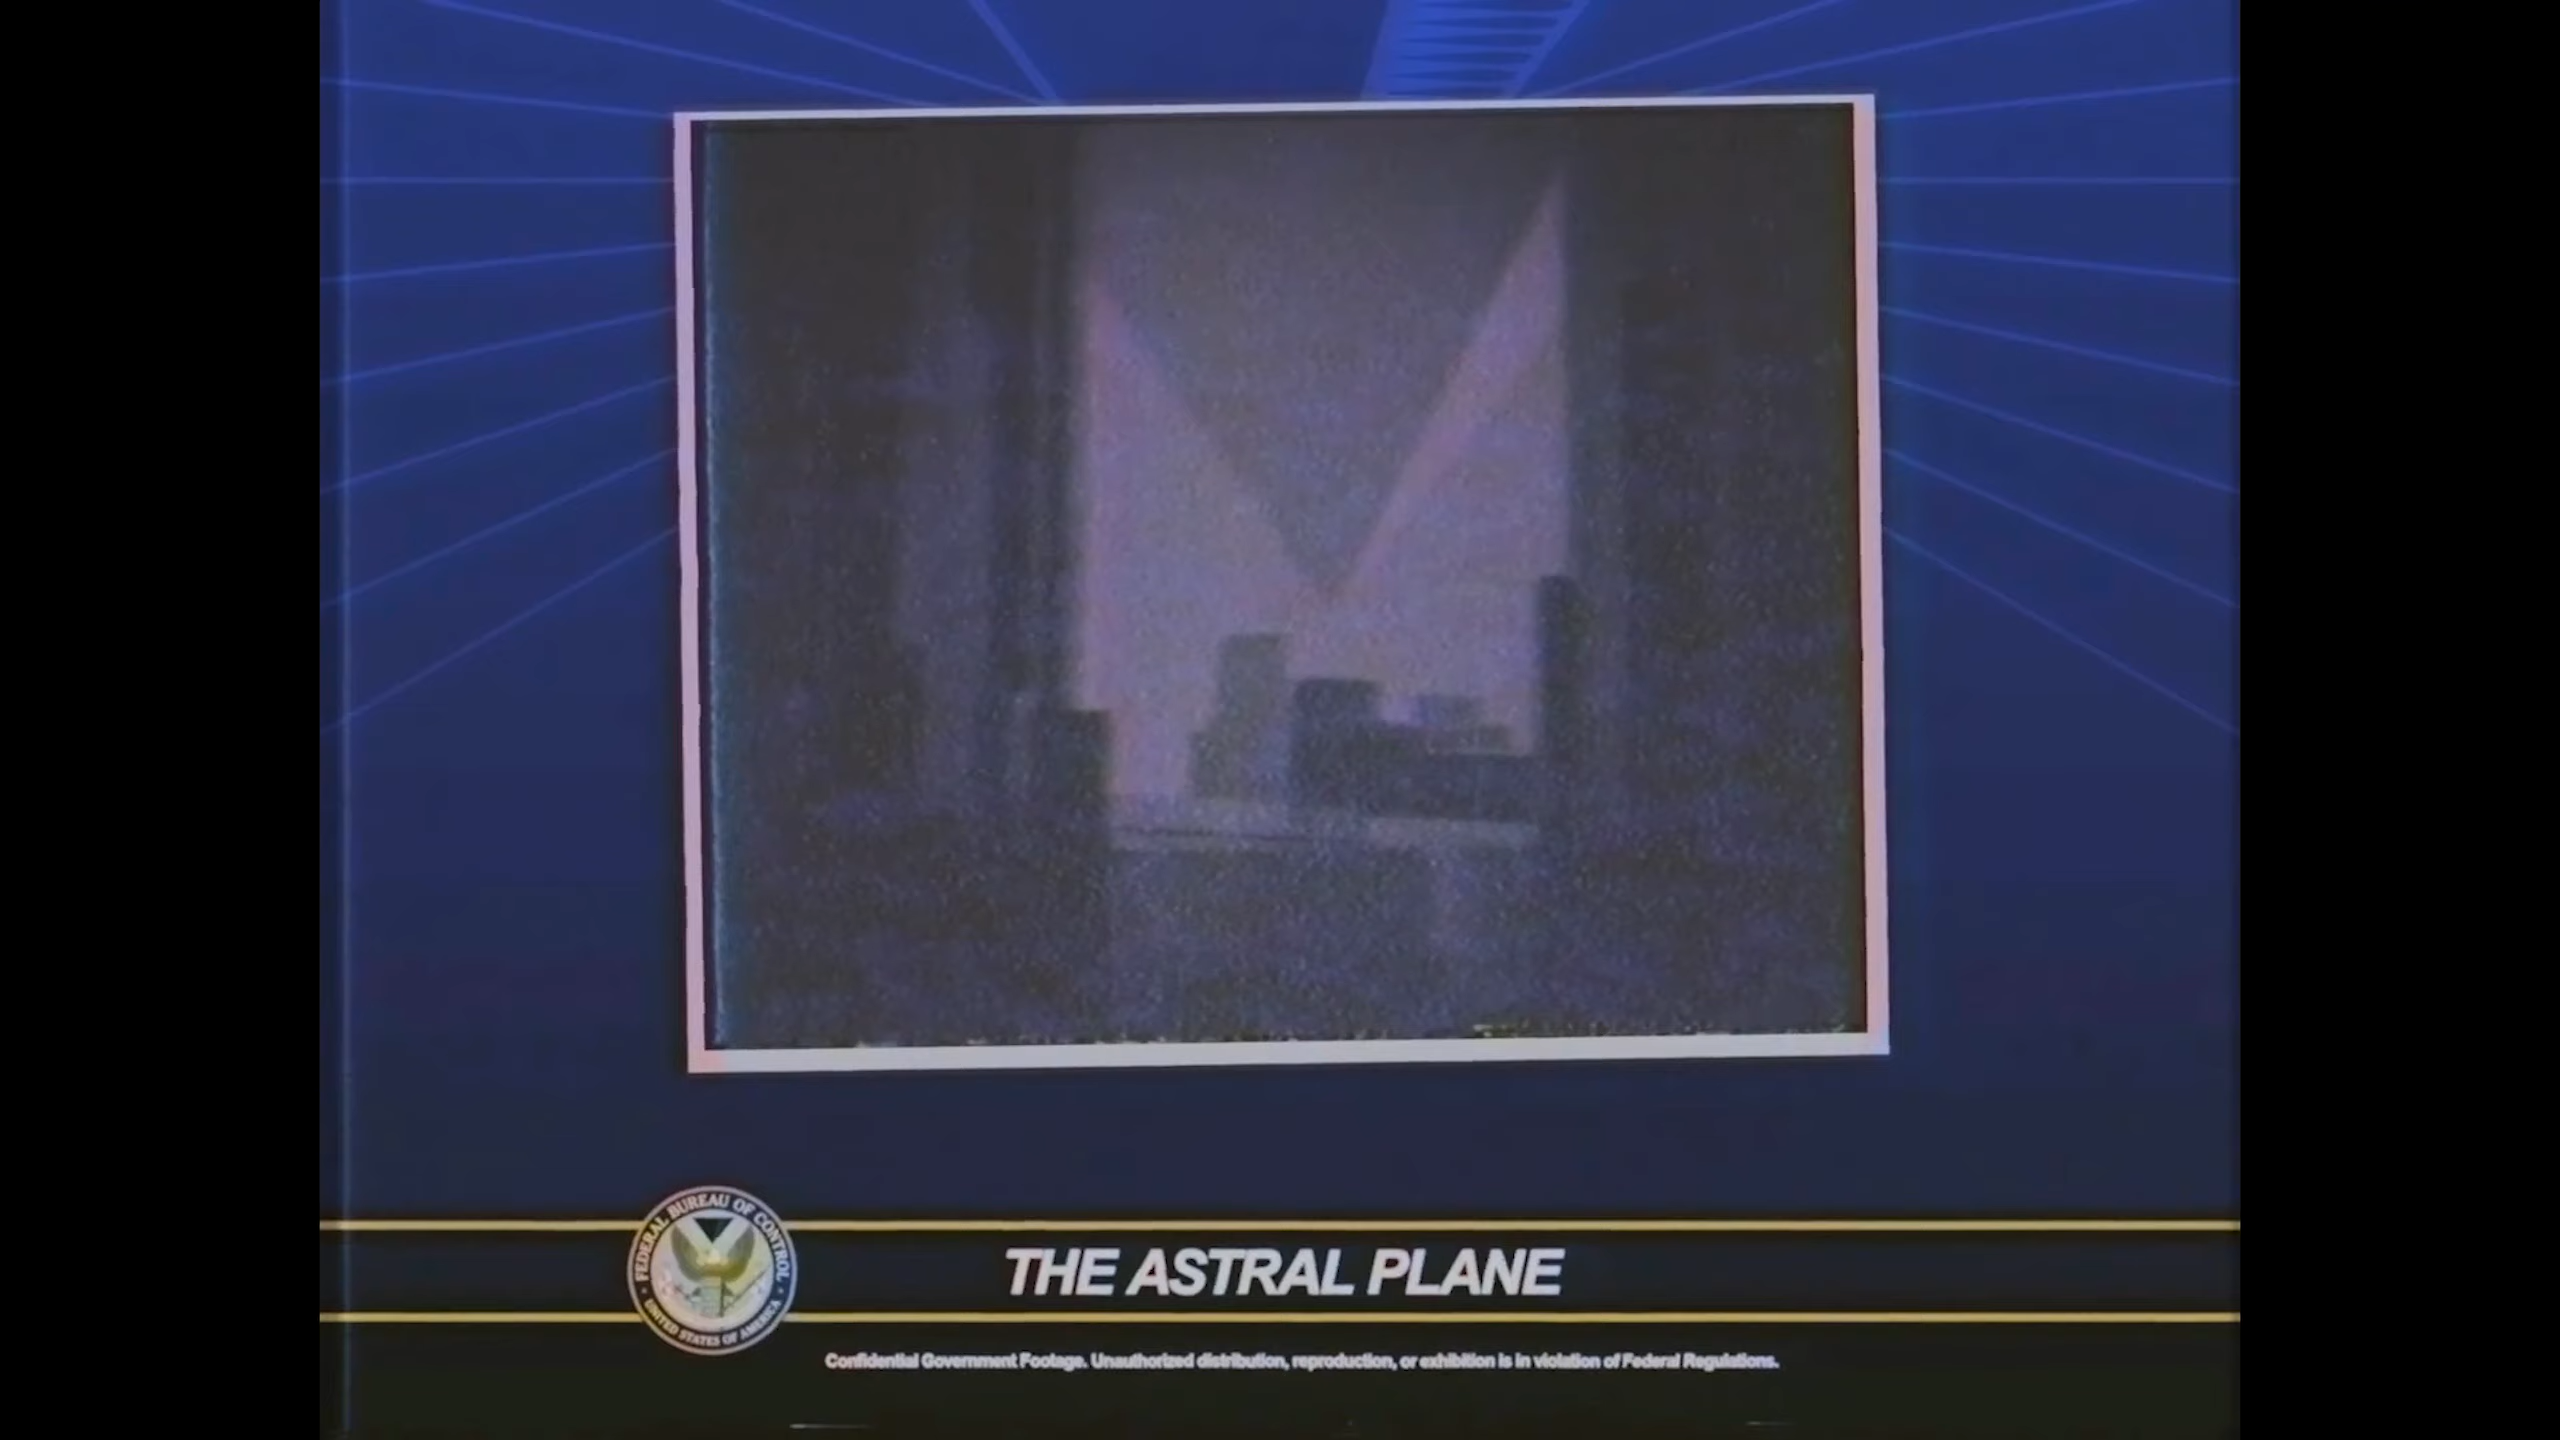 THE ASTRAL PLANE
FEDERAL BUREAU OF CONTROL
UNITED STATES OF AMERICA
Confidential Government Footage. Unauthorized distribution, reproduction, or exhibition is in violation of Federal Regulations.